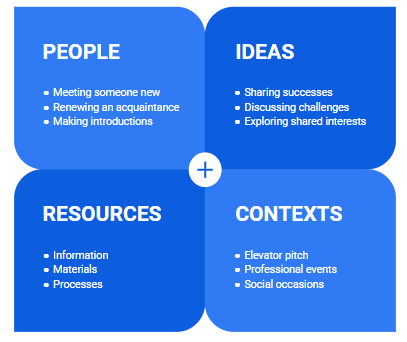 PEOPLE
• Meeting someone new
• Renewing an acquaintance
• Making introductions
IDEAS
• Sharing successes
• Discussing challenges
• Exploring shared interests
+
RESOURCES
• Information
• Materials
• Processes
CONTEXTS
• Elevator pitch
• Professional events
• Social occasions